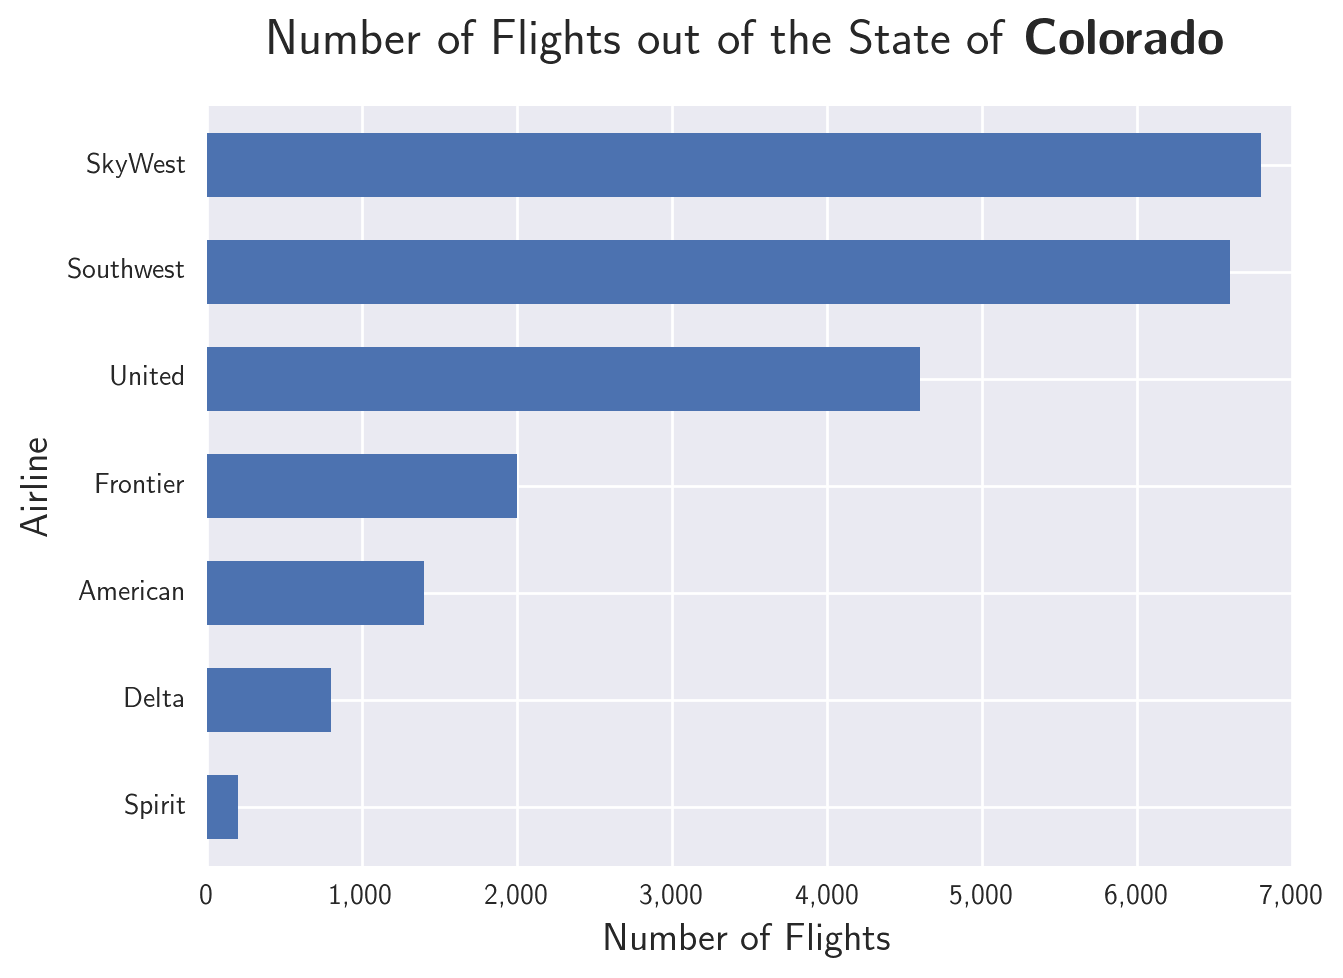 Number of Flights out of the State of Colorado
SkyWest
Southwest
United
Frontier
American
Delta
Spirit
Airline
0 1,000 2,000 3,000 4,000 5,000 6,000 7,000
Number of Flights